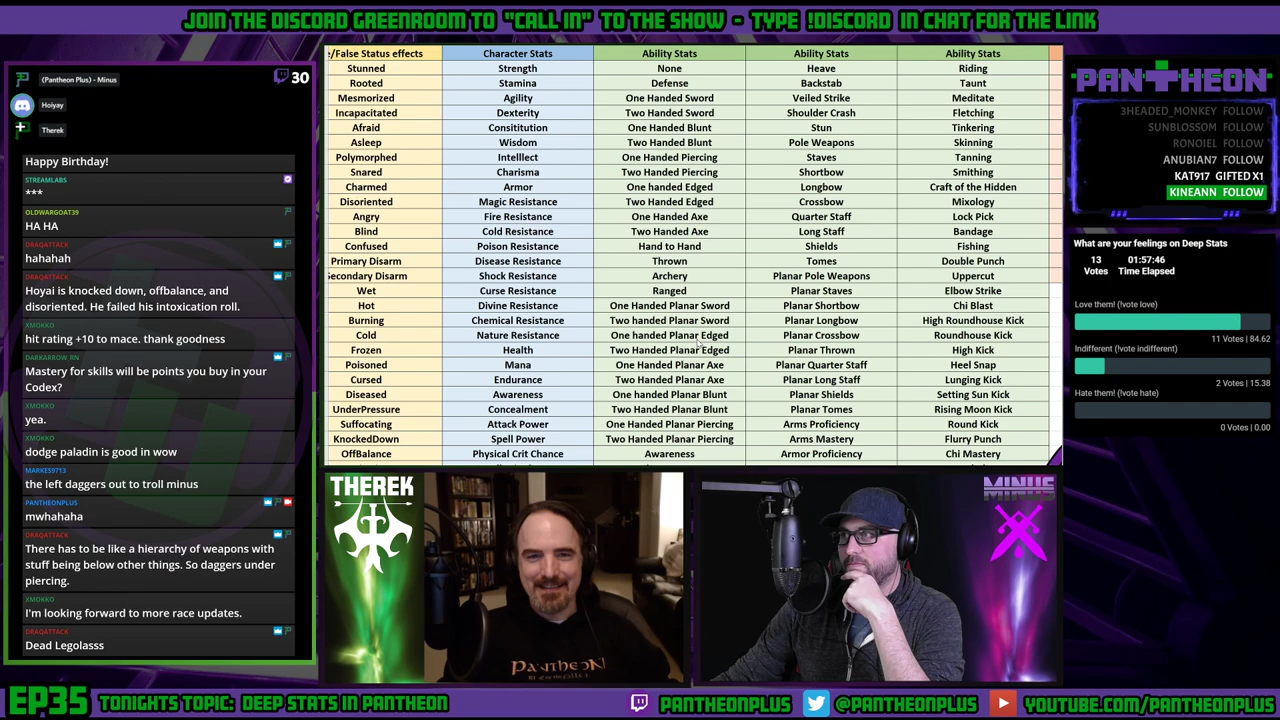 JOIN THE DISCORD GREENROOM TO "CALL IN" TO THE SHOW - TYPE !DISCORD IN CHAT FOR THE LINK
(Pantheon Plus) - Minus
30
Hoiyay
Therek
Happy Birthday!
STREAMLABS
***
OLDWARGOAT39
HA HA
DRAQATTACK
hahahah
DRAQATTACK
Hoyai is knocked down, offbalance, and
disoriented. He failed his intoxication roll.
XMOKKO
hit rating +10 to mace. thank goodness
DARKARROW_RN
Mastery for skills will be points you buy in your
Codex?
XMOKKO
yea.
XMOKKO
dodge paladin is good in wow
MARKES9713
the left daggers out to troll minus
PANTHEONPLUS
mwhahaha
DRAQATTACK
There has to be like a hierarchy of weapons with
stuff being below other things. So daggers under
piercing.
XMOKKO
I'm looking forward to more race updates.
DRAQATTACK
Dead Legolasss
e/False Status effects Character Stats Ability Stats Ability Stats Ability Stats
Stunned Strength None Heave Riding
Rooted Stamina Defense Backstab Taunt
Mesmorized Agility One Handed Sword Veiled Strike Meditate
Incapacitated Dexterity Two Handed Sword Shoulder Crash Fletching
Afraid Consititution One Handed Blunt Stun Tinkering
Asleep Wisdom Two Handed Blunt Pole Weapons Skinning
Polymorphed Intelllect One Handed Piercing Staves Tanning
Snared Charisma Two Handed Piercing Shortbow Smithing
Charmed Armor One handed Edged Longbow Craft of the Hidden
Disoriented Magic Resistance Two Handed Edged Crossbow Mixology
Angry Fire Resistance One Handed Axe Quarter Staff Lock Pick
Blind Cold Resistance Two Handed Axe Long Staff Bandage
Confused Poison Resistance Hand to Hand Shields Fishing
Primary Disarm Disease Resistance Thrown Tomes Double Punch
Secondary Disarm Shock Resistance Archery Planar Pole Weapons Uppercut
Wet Curse Resistance Ranged Planar Staves Elbow Strike
Hot Divine Resistance One Handed Planar Sword Planar Shortbow Chi Blast
Burning Chemical Resistance Two handed Planar Sword Planar Longbow High Roundhouse Kick
Cold Nature Resistance One handed Planar Edged Planar Crossbow Roundhouse Kick
Frozen Health Two Handed Planar Edged Planar Thrown High Kick
Poisoned Mana One Handed Planar Axe Planar Quarter Staff Heel Snap
Cursed Endurance Two Handed Planar Axe Planar Long Staff Lunging Kick
Diseased Awareness One handed Planar Blunt Planar Shields Setting Sun Kick
UnderPressure Concealment Two Handed Planar Blunt Planar Tomes Rising Moon Kick
Suffocating Attack Power One Handed Planar Piercing Arms Proficiency Round Kick
KnockedDown Spell Power Two Handed Planar Piercing Arms Mastery Flurry Punch
OffBalance Physical Crit Chance Awareness Armor Proficiency Chi Mastery
PANTHEON
3HEADED_MONKEY FOLLOW
SUNBLOSSOM FOLLOW
RONOIEL FOLLOW
ANUBIAN7 FOLLOW
KAT917 GIFTED X1
KINEANN FOLLOW
What are your feelings on Deep Stats
13 01:57:46
Votes Time Elapsed
Love them! (!vote love)
11 Votes | 84.62
Indifferent (!vote indifferent)
2 Votes | 15.38
Hate them! (!vote hate)
0 Votes | 0.00
THEREK
MINUS
PANTHEON
EP35 TONIGHTS TOPIC: DEEP STATS IN PANTHEON
PANTHEONPLUS @PANTHEONPLUS YOUTUBE.COM/PANTHEONPLUS